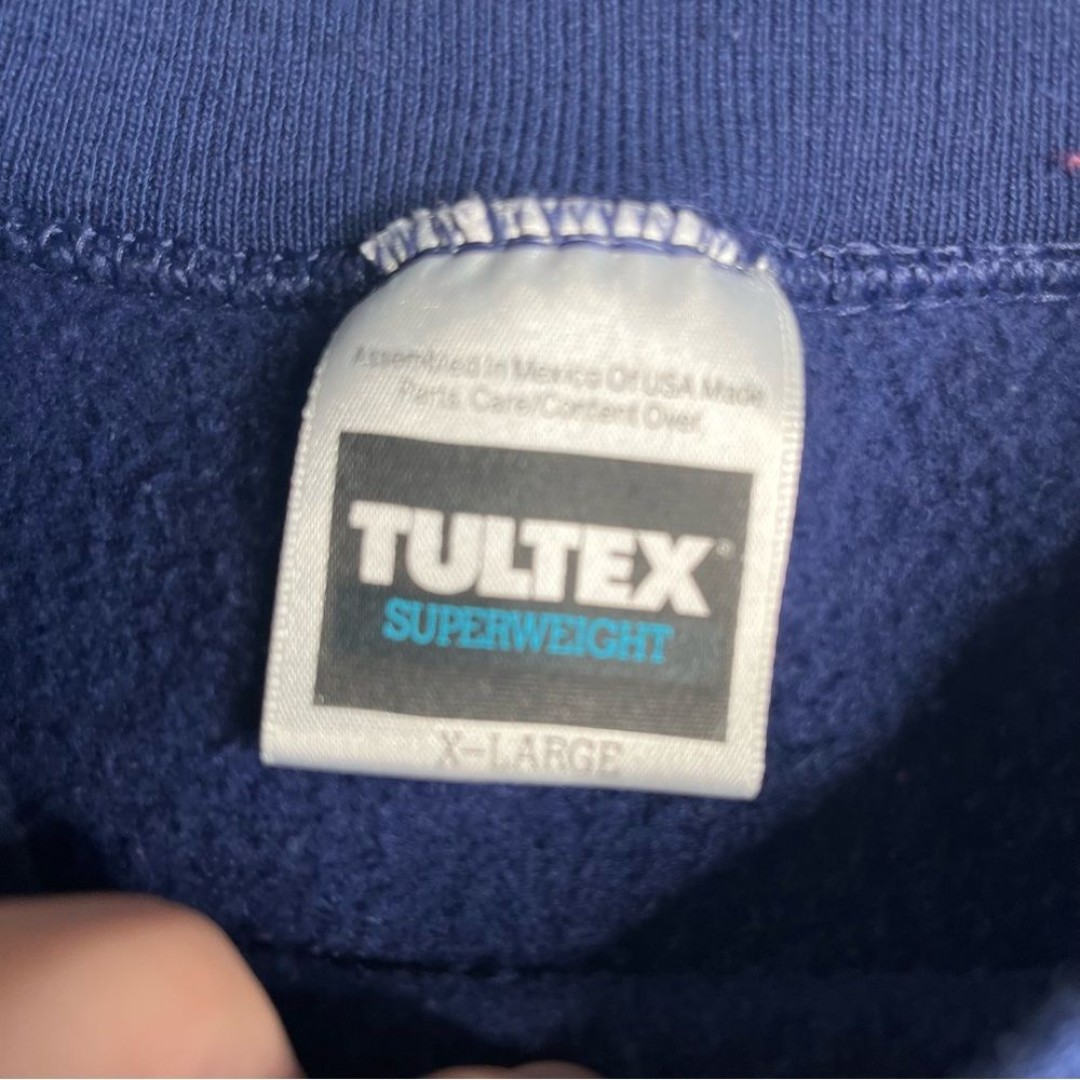 Assembled In Mexico Of USA Made
Parts. Care/Content Over.
TULTEX®
SUPERWEIGHT
X-LARGE